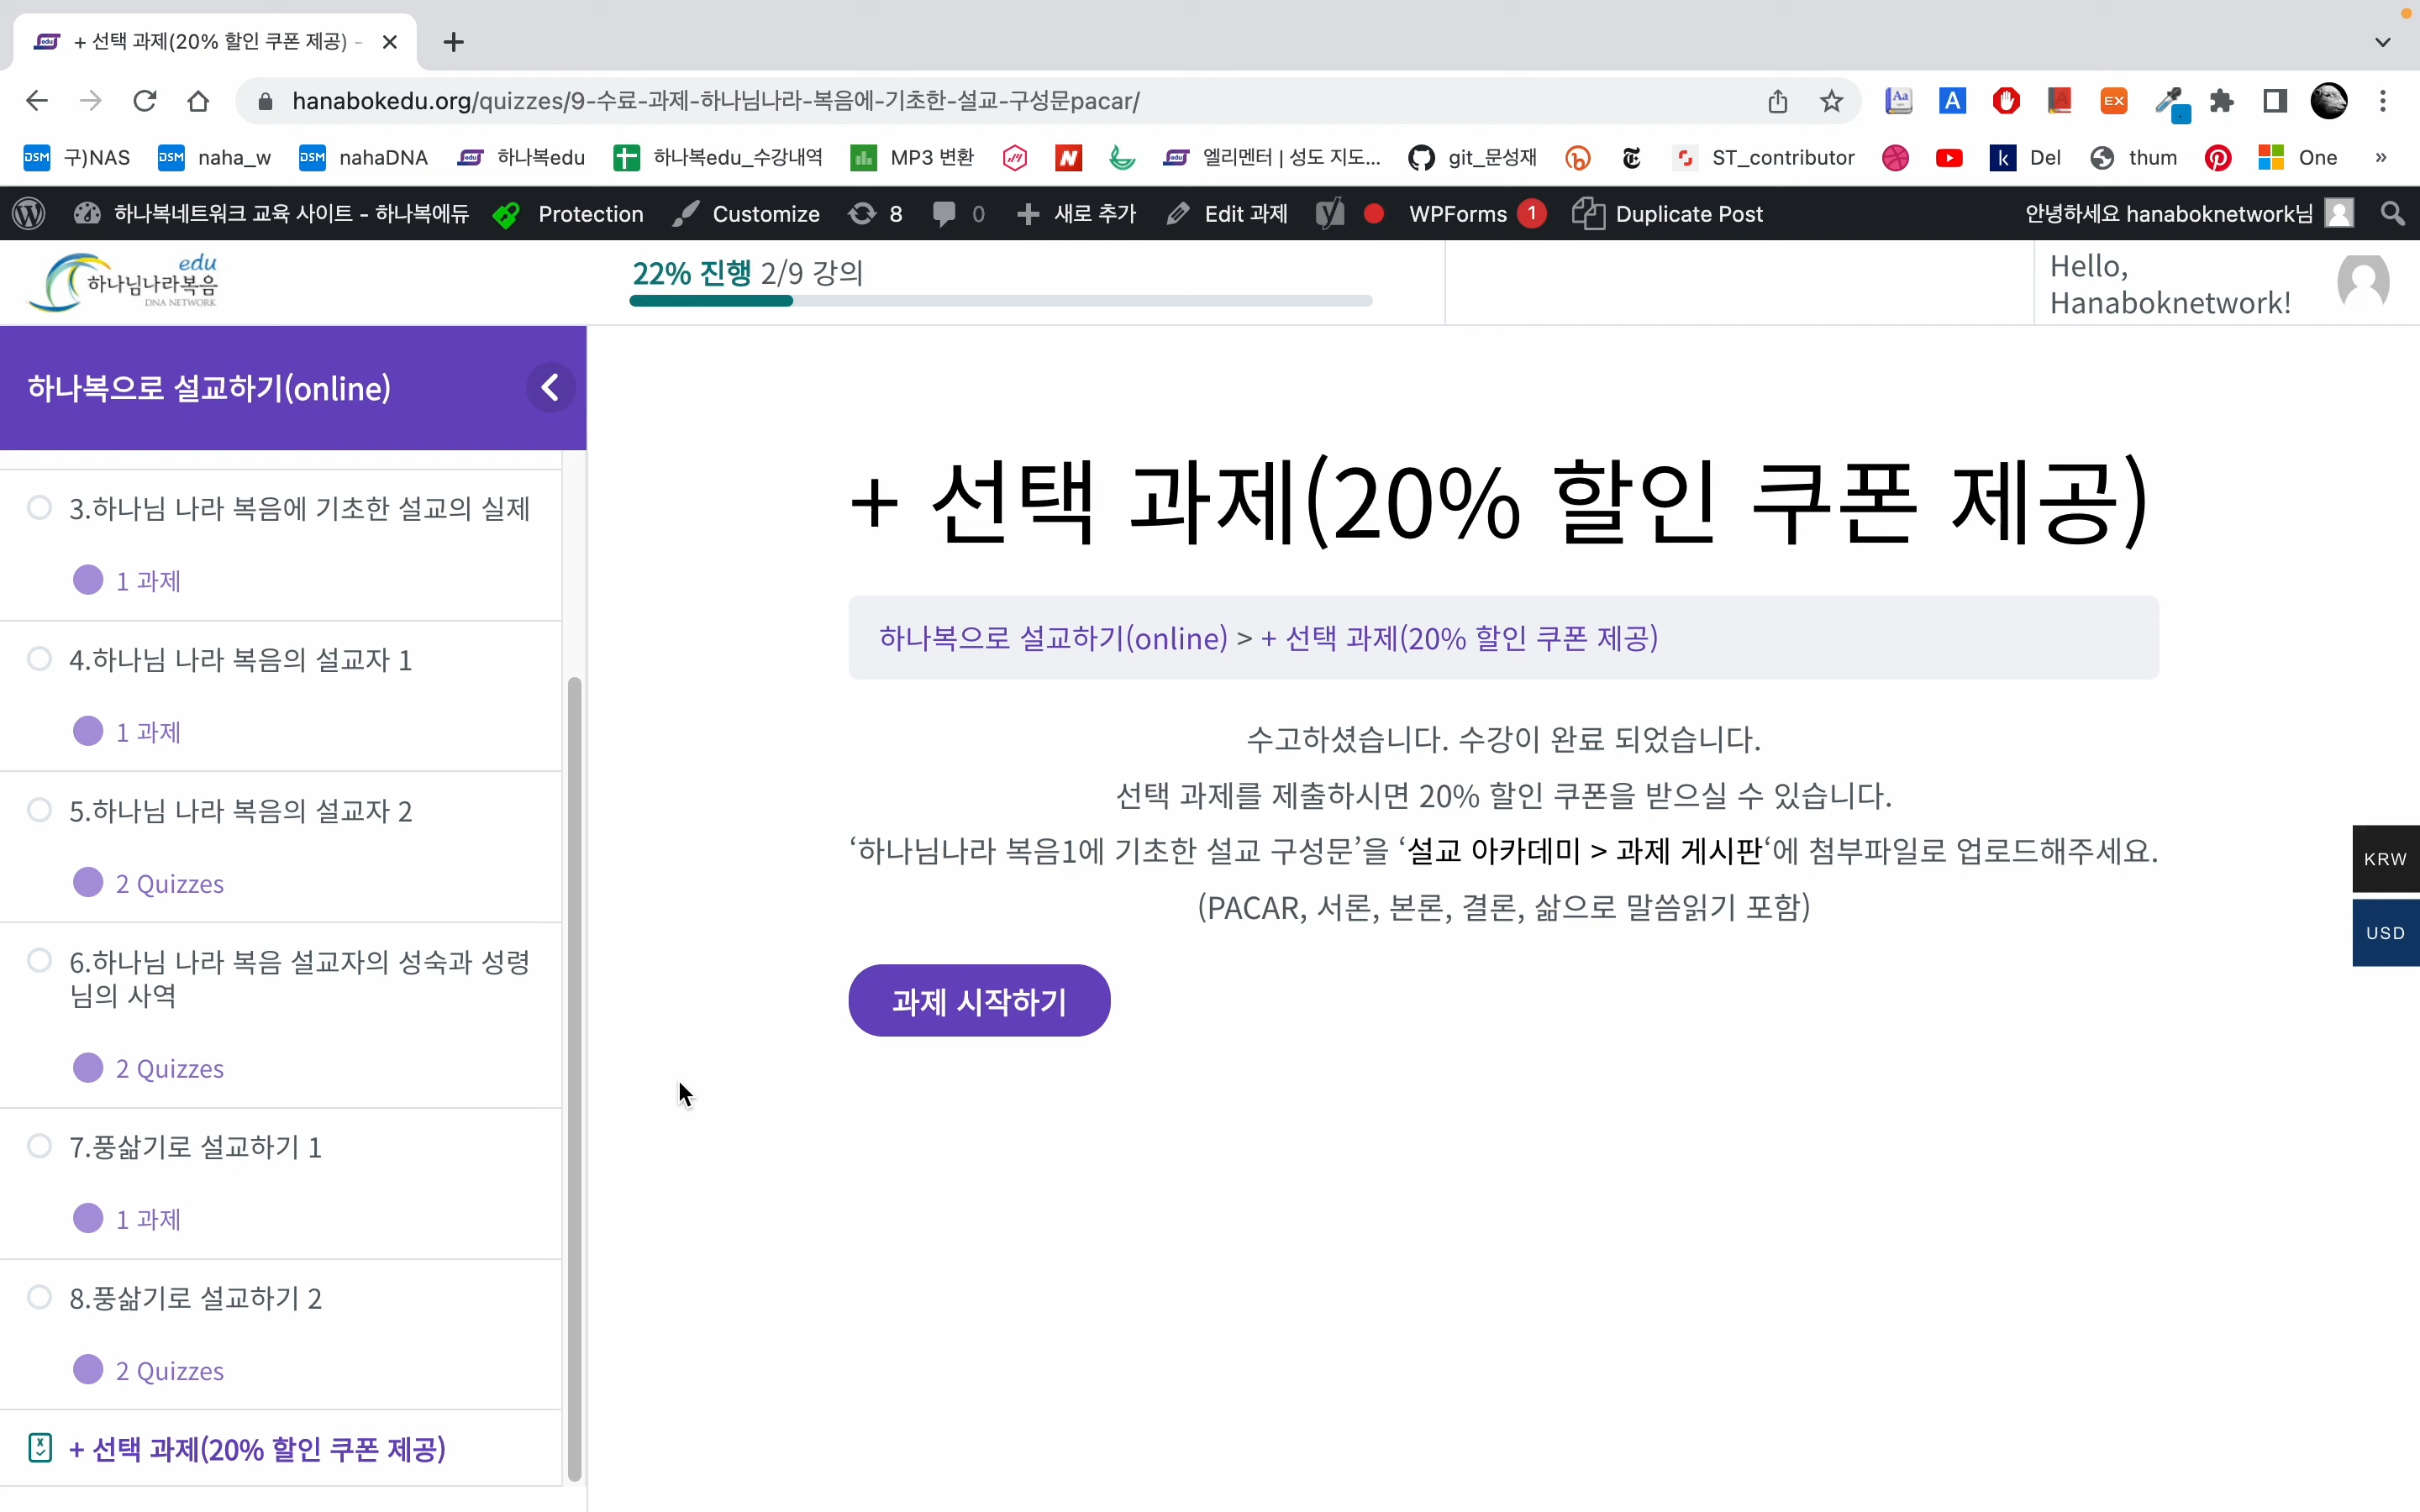 + 선택 과제(20% 할인 쿠폰 제공) -
hanabokedu.org/quizzes/9-수료-과제-하나님나라-복음에-기초한-설교-구성문pacar/
구)NAS naha_w nahaDNA 하나복edu 하나복edu_수강내역 MP3 변환 엘리멘터 | 성도 지도... git_문성재 ST_contributor Del thum One »
하나복네트워크 교육 사이트 – 하나복에듀 Protection Customize 8 0 새로 추가 Edit 과제 WPForms 1 Duplicate Post 안녕하세요 hanaboknetwork님
edu
하나님나라복음
DNA NETWORK
22% 진행 2/9 강의
Hello,
Hanaboknetwork!
하나복으로 설교하기(online)
3.하나님 나라 복음에 기초한 설교의 실제
1 과제
4.하나님 나라 복음의 설교자 1
1 과제
5.하나님 나라 복음의 설교자 2
2 Quizzes
6.하나님 나라 복음 설교자의 성숙과 성령
님의 사역
2 Quizzes
7.풍삶기로 설교하기 1
1 과제
8.풍삶기로 설교하기 2
2 Quizzes
+ 선택 과제(20% 할인 쿠폰 제공)
+ 선택 과제(20% 할인 쿠폰 제공)
하나복으로 설교하기(online) > + 선택 과제(20% 할인 쿠폰 제공)
수고하셨습니다. 수강이 완료 되었습니다.
선택 과제를 제출하시면 20% 할인 쿠폰을 받으실 수 있습니다.
‘하나님나라 복음1에 기초한 설교 구성문’을 ‘설교 아카데미 > 과제 게시판‘에 첨부파일로 업로드해주세요.
(PACAR, 서론, 본론, 결론, 삶으로 말씀읽기 포함)
과제 시작하기
KRW
USD